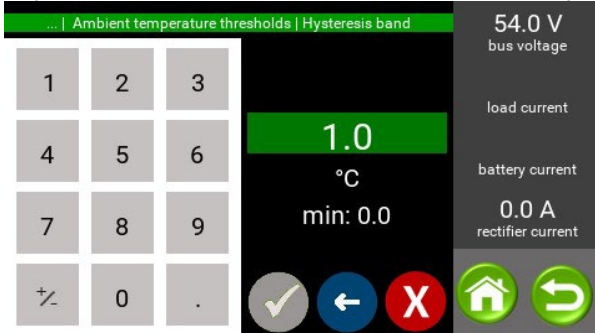 ... | Ambient temperature thresholds | Hysteresis band
1 2 3
4 5 6
7 8 9
+/- 0 .
1.0
°C
min: 0.0
X
54.0 V
bus voltage
load current
battery current
0.0 A
rectifier current